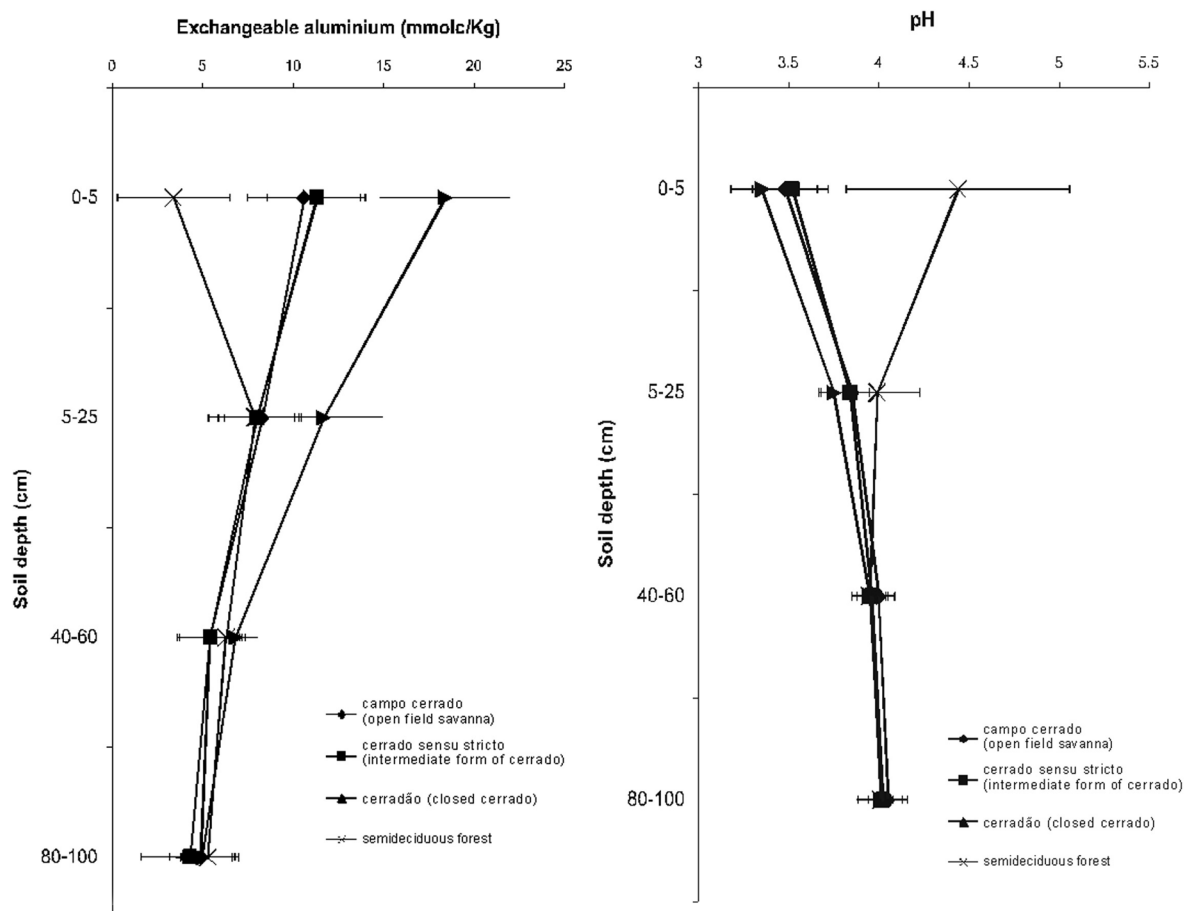 Exchangeable aluminium (mmolc/Kg)
0 5 10 15 20 25
0-5
5-25
40-60
80-100
Soil depth (cm)
campo cerrado
(open field savanna)
cerrado sensu stricto
(intermediate form of cerrado)
cerradão (closed cerrado)
semideciduous forest
pH
3 3.5 4 4.5 5 5.5
0-5
5-25
40-60
80-100
Soil depth (cm)
campo cerrado
(open field savanna)
cerrado sensu stricto
(intermediate form of cerrado)
cerradão (closed cerrado)
semideciduous forest